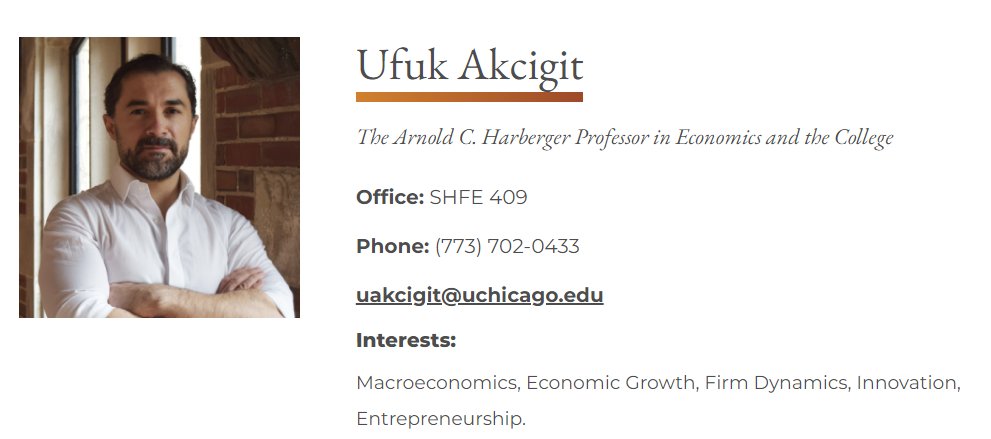 Ufuk Akcigit
The Arnold C. Harberger Professor in Economics and the College
Office: SHFE 409
Phone: (773) 702-0433
uakcigit@uchicago.edu
Interests:
Macroeconomics, Economic Growth, Firm Dynamics, Innovation,
Entrepreneurship.